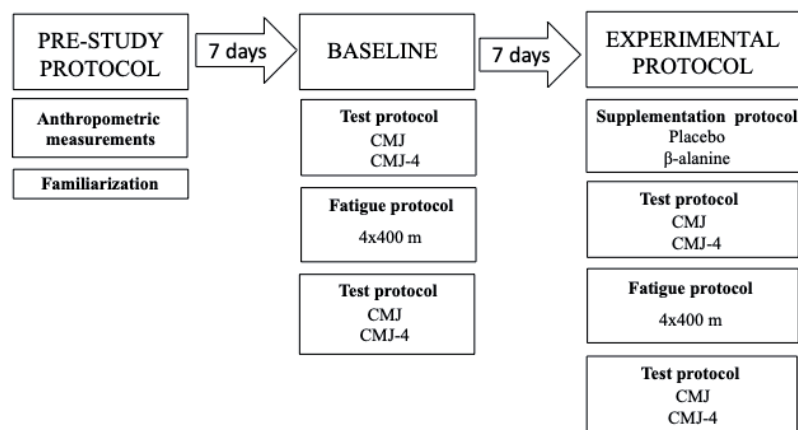 PRE-STUDY
PROTOCOL
7 days
BASELINE
7 days
EXPERIMENTAL
PROTOCOL
Anthropometric
measurements
Familiarization
Test protocol
CMJ
CMJ-4
Fatigue protocol
4x400 m
Test protocol
CMJ
CMJ-4
Supplementation protocol
Placebo
β-alanine
Test protocol
CMJ
CMJ-4
Fatigue protocol
4x400 m
Test protocol
CMJ
CMJ-4